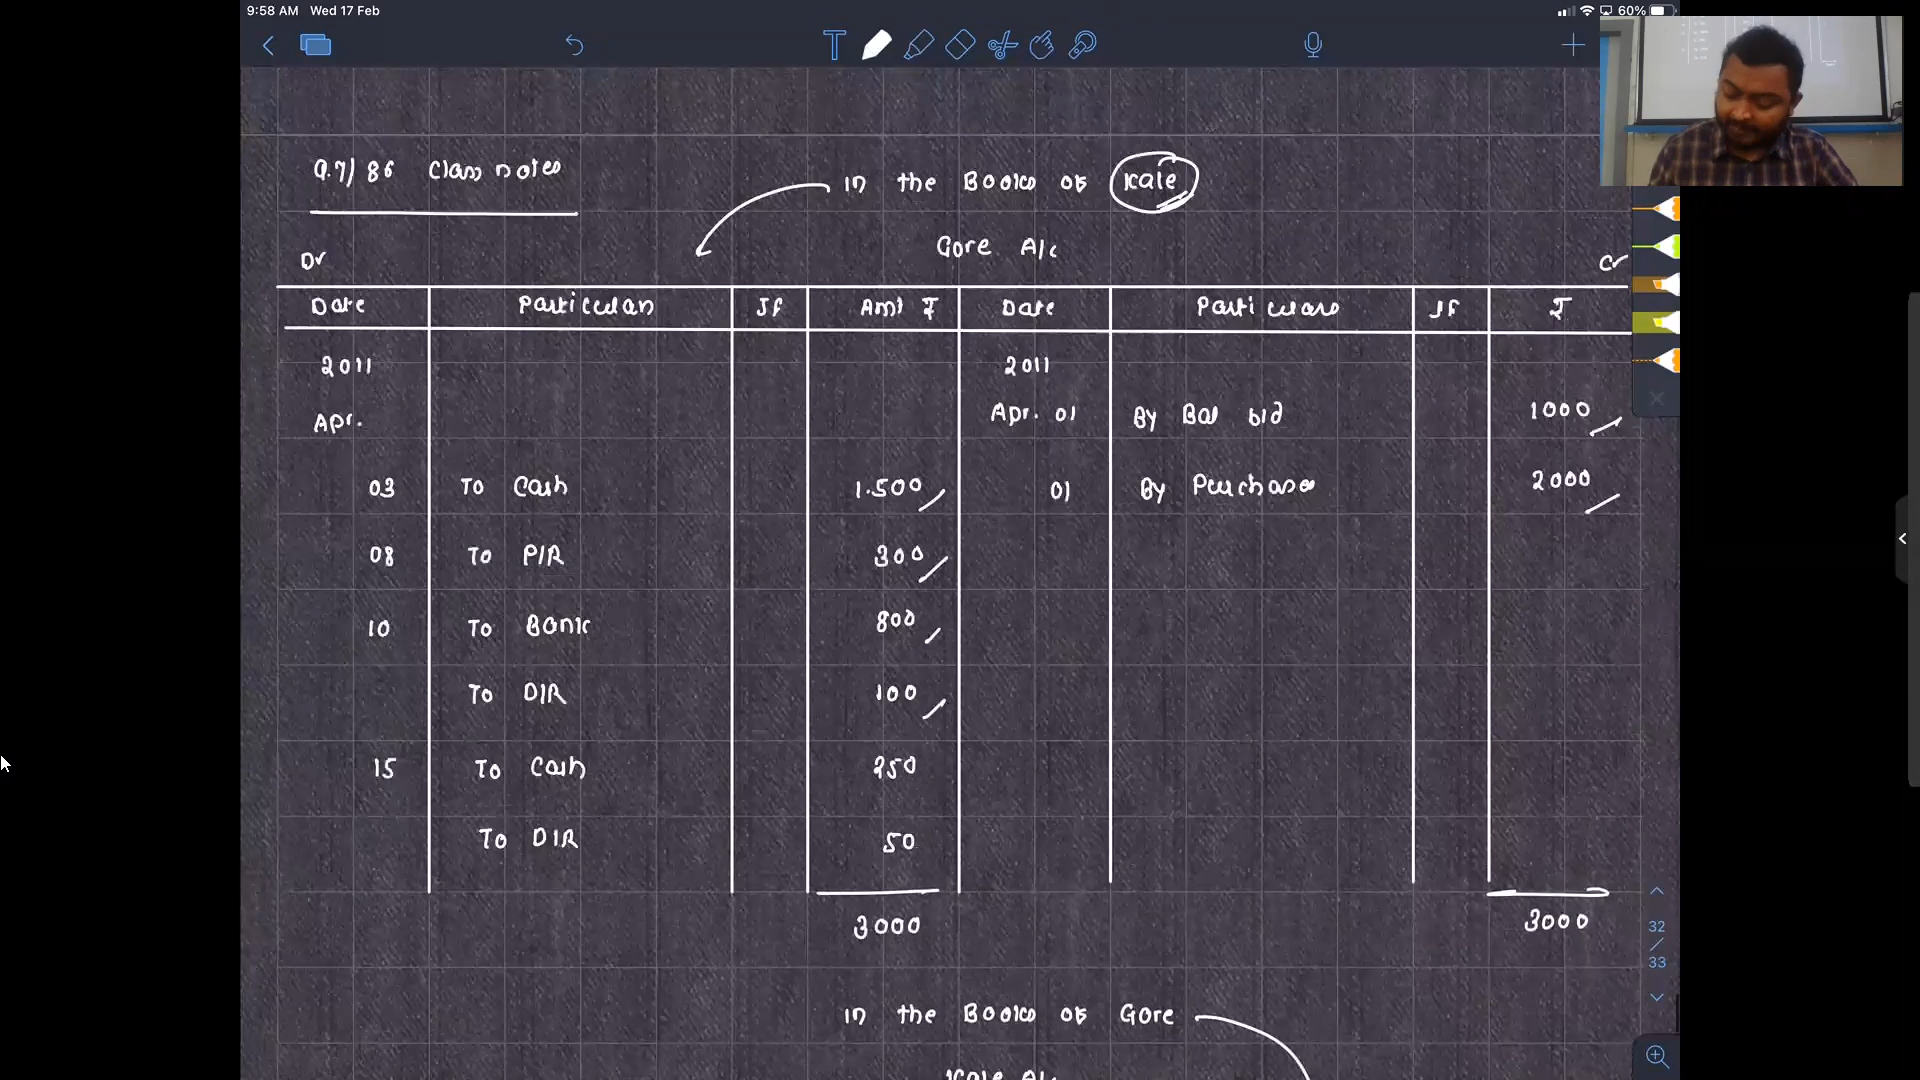 9:58 AM Wed 17 Feb
60%
Q.7/86 Class notes
In the Books of Kale
Gore A/c
Dr Cr
Date Particulars JF Amt ₹ Date Particulars JF ₹
2011 2011
Apr. Apr. 01 By Bal b/d 1000
03 To Cash 1.500 01 By Purchase 2000
08 To P/R 300
10 To Bank 800
To D/R 100
15 To Cash 250
To D/R 50
3000 3000
In the Books of Gore
Kale A/c
32
/
33